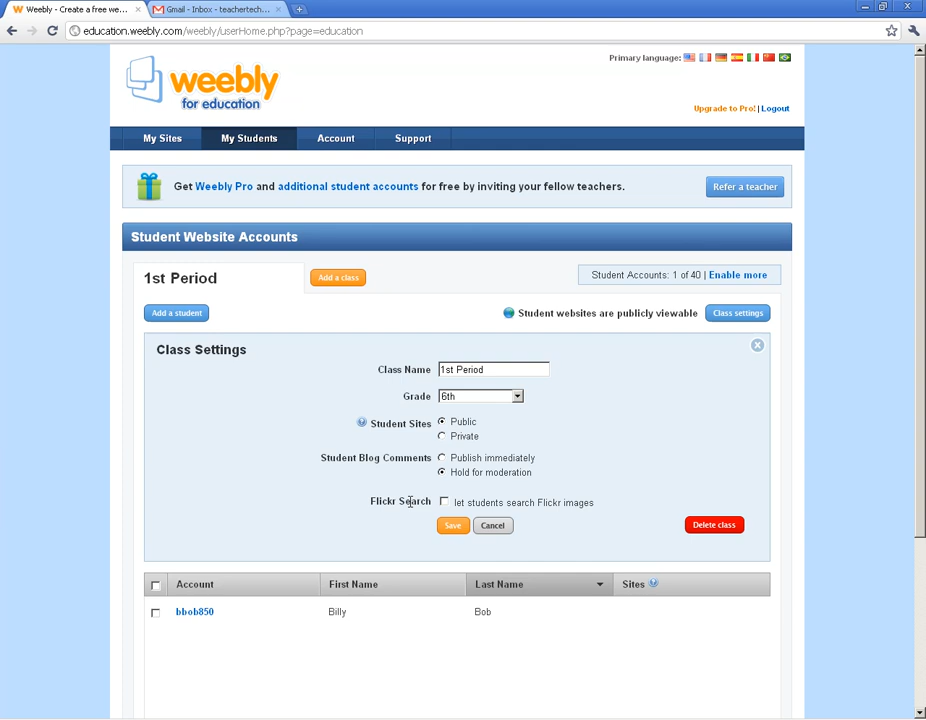 Weebly - Create a free we...
Gmail - Inbox - teachertech...
education.weebly.com/weebly/userHome.php?page=education
Primary language:
weebly
for education
Upgrade to Pro! | Logout
My Sites My Students Account Support
Get Weebly Pro and additional student accounts for free by inviting your fellow teachers.
Refer a teacher
Student Website Accounts
1st Period
Add a class
Student Accounts: 1 of 40 | Enable more
Add a student
Student websites are publicly viewable
Class settings
Class Settings
Class Name 1st Period
Grade 6th
Student Sites Public
Private
Student Blog Comments Publish immediately
Hold for moderation
Flickr Search let students search Flickr images
Save Cancel
Delete class
Account First Name Last Name Sites
bbob850 Billy Bob